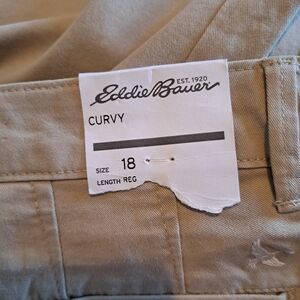 Eddie Bauer
EST. 1920
CURVY
SIZE 18
LENGTH REG